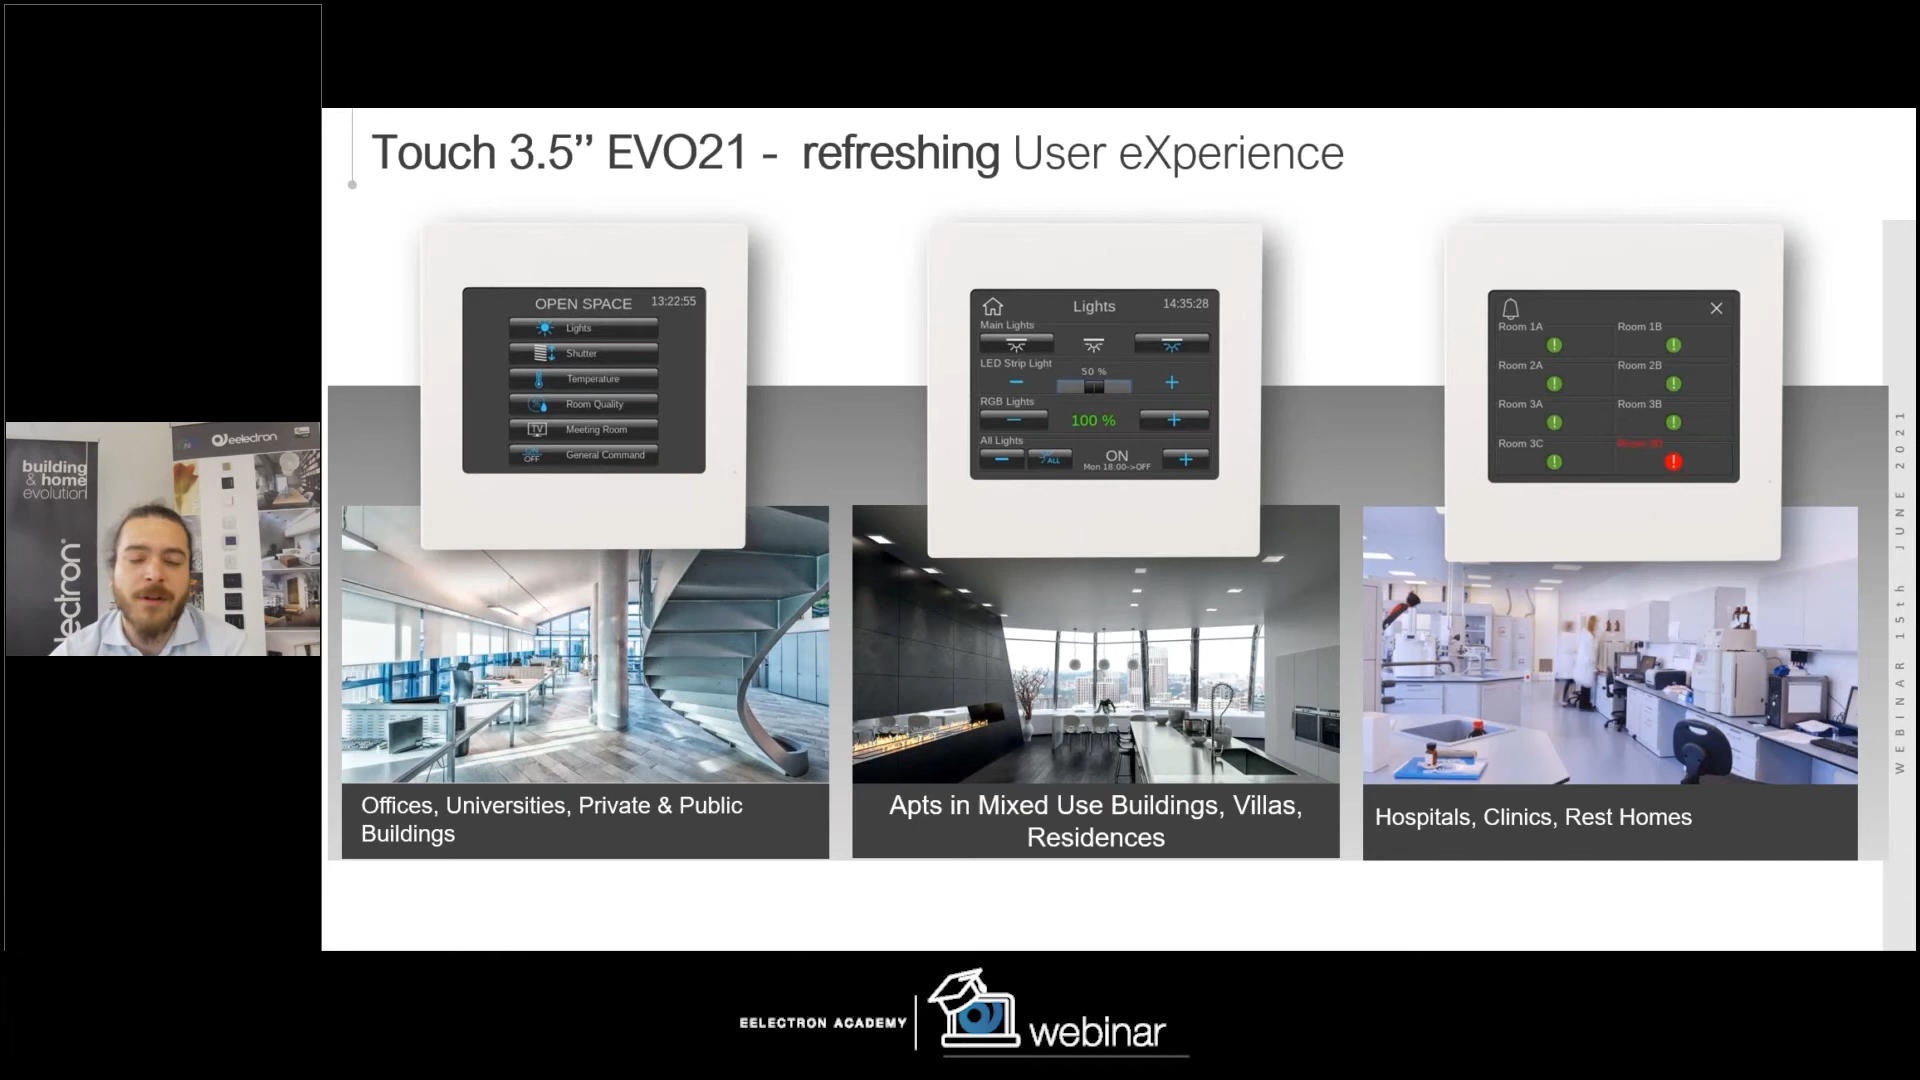 Touch 3.5’’ EVO21 - refreshing User eXperience
OPEN SPACE 13:22:55
Lights
Shutter
Temperature
Room Quality
TV Meeting Room
OFF General Command
Lights 14:35:28
Main Lights
LED Strip Light
50 %
RGB Lights
100 %
All Lights
ALL ON
Mon 18:00->OFF
Room 1A Room 1B
Room 2A Room 2B
Room 3A Room 3B
Room 3C
Offices, Universities, Private & Public
Buildings
Apts in Mixed Use Buildings, Villas,
Residences
Hospitals, Clinics, Rest Homes
WEBINAR 15th JUNE 2021
building
& home
evolution
eelectron
electron
EELECTRON ACADEMY
webinar